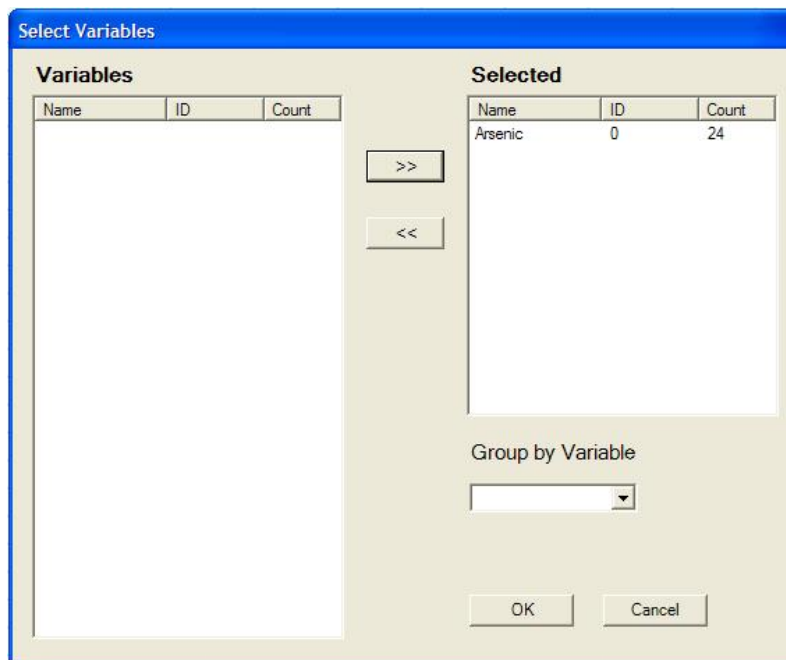 Select Variables
Variables
Name ID Count
>>
<<
Selected
Name ID Count
Arsenic 0 24
Group by Variable
OK Cancel